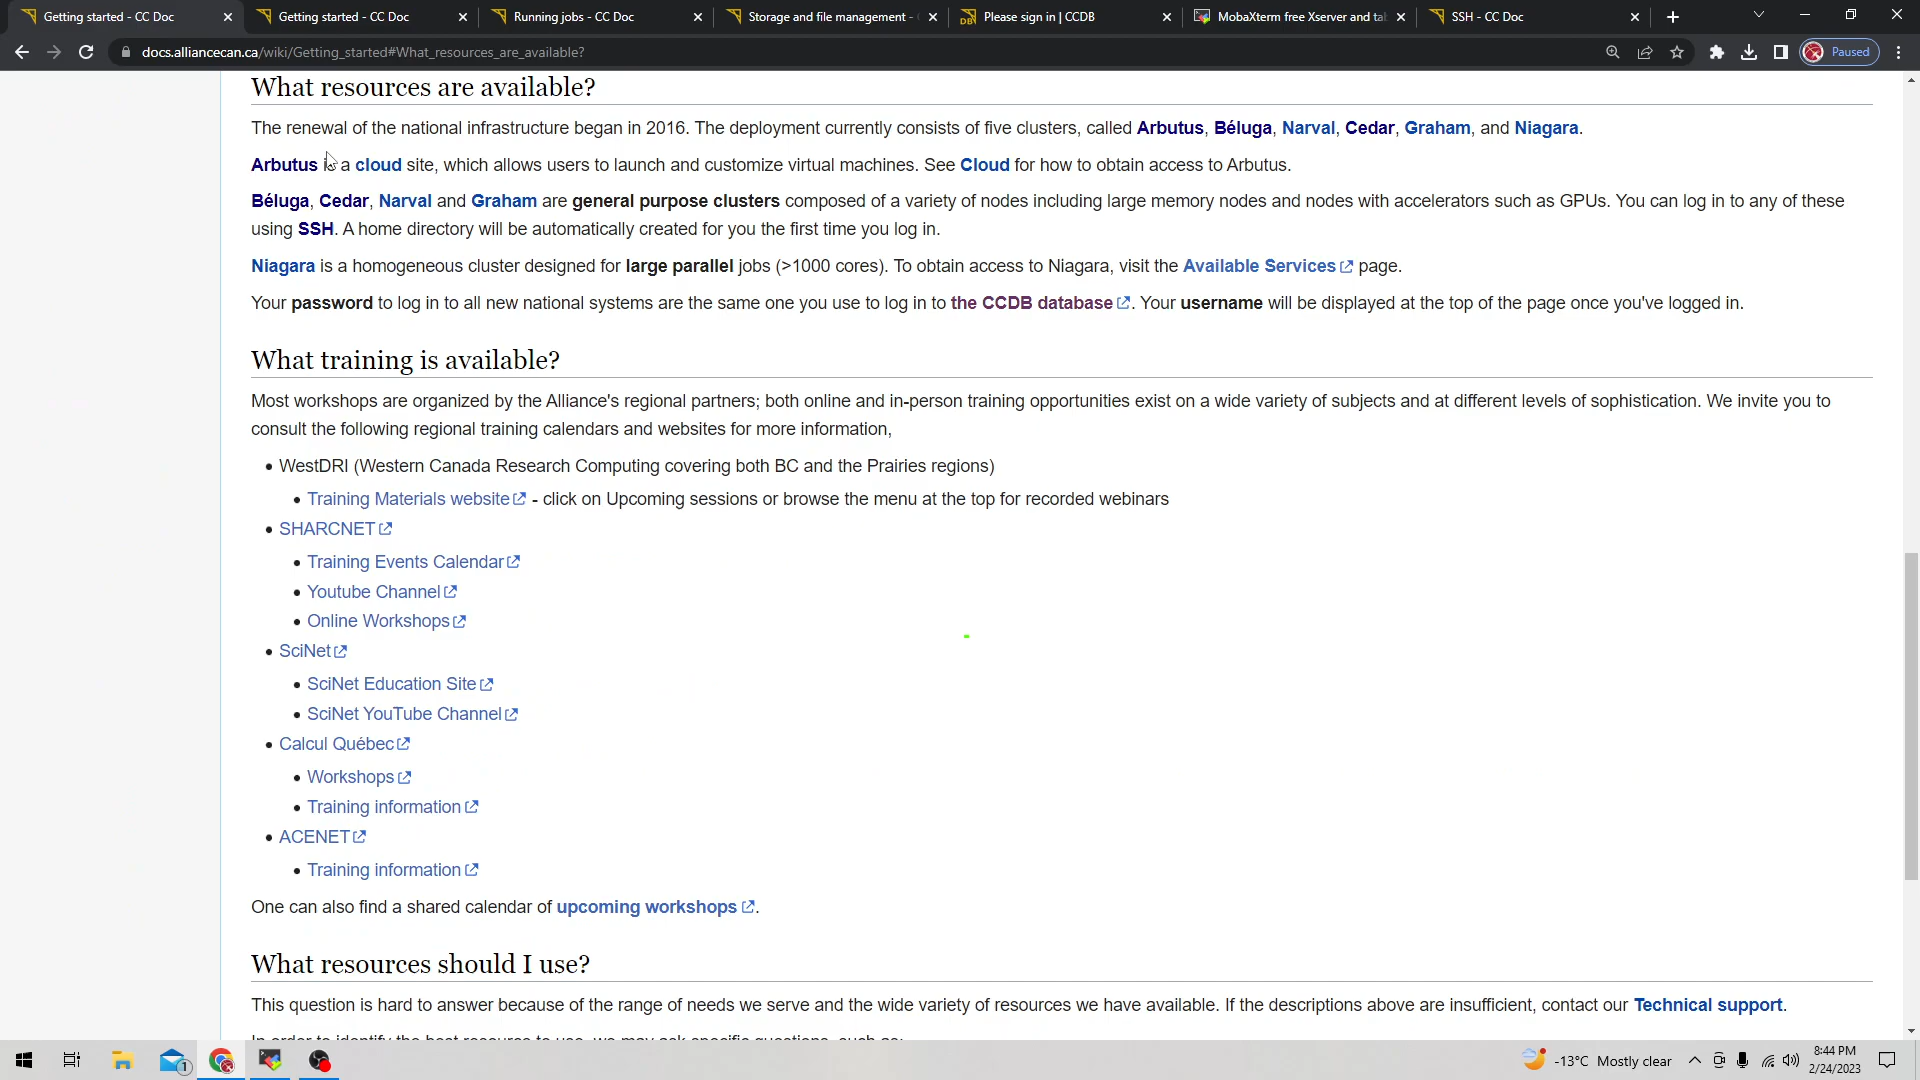 Getting started - CC Doc
Getting started - CC Doc
Running jobs - CC Doc
Storage and file management -
Please sign in | CCDB
MobaXterm free Xserver and tab
SSH - CC Doc
docs.alliancecan.ca/wiki/Getting_started#What_resources_are_available?
Paused
What resources are available?
The renewal of the national infrastructure began in 2016. The deployment currently consists of five clusters, called Arbutus, Béluga, Narval, Cedar, Graham, and Niagara.
Arbutus is a cloud site, which allows users to launch and customize virtual machines. See Cloud for how to obtain access to Arbutus.
Béluga, Cedar, Narval and Graham are general purpose clusters composed of a variety of nodes including large memory nodes and nodes with accelerators such as GPUs. You can log in to any of these
using SSH. A home directory will be automatically created for you the first time you log in.
Niagara is a homogeneous cluster designed for large parallel jobs (>1000 cores). To obtain access to Niagara, visit the Available Services page.
Your password to log in to all new national systems are the same one you use to log in to the CCDB database. Your username will be displayed at the top of the page once you've logged in.
What training is available?
Most workshops are organized by the Alliance's regional partners; both online and in-person training opportunities exist on a wide variety of subjects and at different levels of sophistication. We invite you to
consult the following regional training calendars and websites for more information,
WestDRI (Western Canada Research Computing covering both BC and the Prairies regions)
Training Materials website - click on Upcoming sessions or browse the menu at the top for recorded webinars
SHARCNET
Training Events Calendar
Youtube Channel
Online Workshops
SciNet
SciNet Education Site
SciNet YouTube Channel
Calcul Québec
Workshops
Training information
ACENET
Training information
One can also find a shared calendar of upcoming workshops.
What resources should I use?
This question is hard to answer because of the range of needs we serve and the wide variety of resources we have available. If the descriptions above are insufficient, contact our Technical support.
In order to identify the best resource to use, we may ask specific questions, such as:
1
-13°C Mostly clear
8:44 PM
2/24/2023